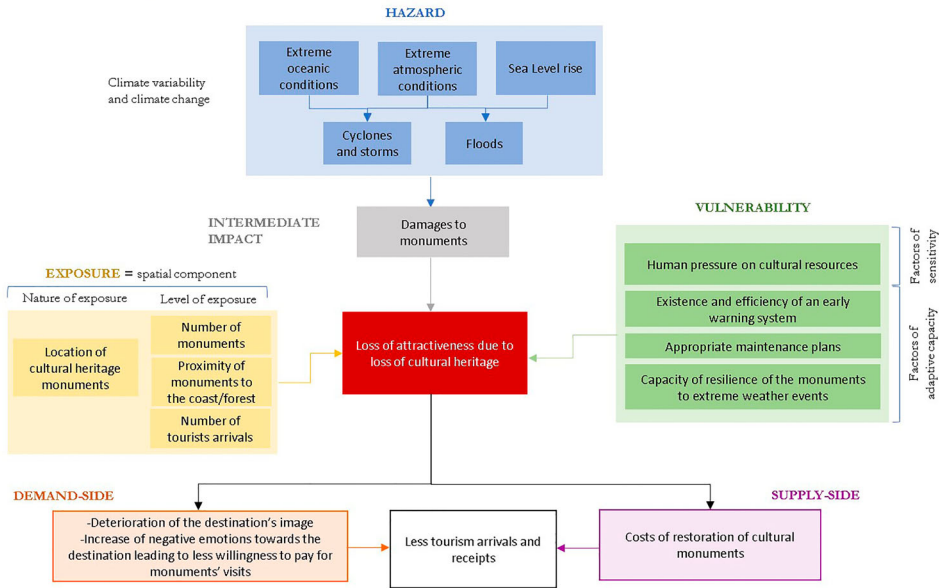 HAZARD
Climate variability
and climate change
Extreme
oceanic
conditions
Extreme
atmospheric
conditions
Sea Level rise
Cyclones
and storms
Floods
INTERMEDIATE
IMPACT
Damages to
monuments
VULNERABILITY
Human pressure on cultural resources
Existence and efficiency of an early
warning system
Appropriate maintenance plans
Capacity of resilience of the monuments
to extreme weather events
Factors of
sensitivity
Factors of
adaptive capacity
EXPOSURE = spatial component
Nature of exposure
Level of exposure
Location of
cultural heritage
monuments
Number of
monuments
Proximity of
monuments to
the coast/forest
Number of
tourists arrivals
Loss of attractiveness due to
loss of cultural heritage
DEMAND-SIDE
-Deterioration of the destination's image
-Increase of negative emotions towards the
destination leading to less willingness to pay for
monuments' visits
Less tourism arrivals and
receipts
SUPPLY-SIDE
Costs of restoration of cultural
monuments